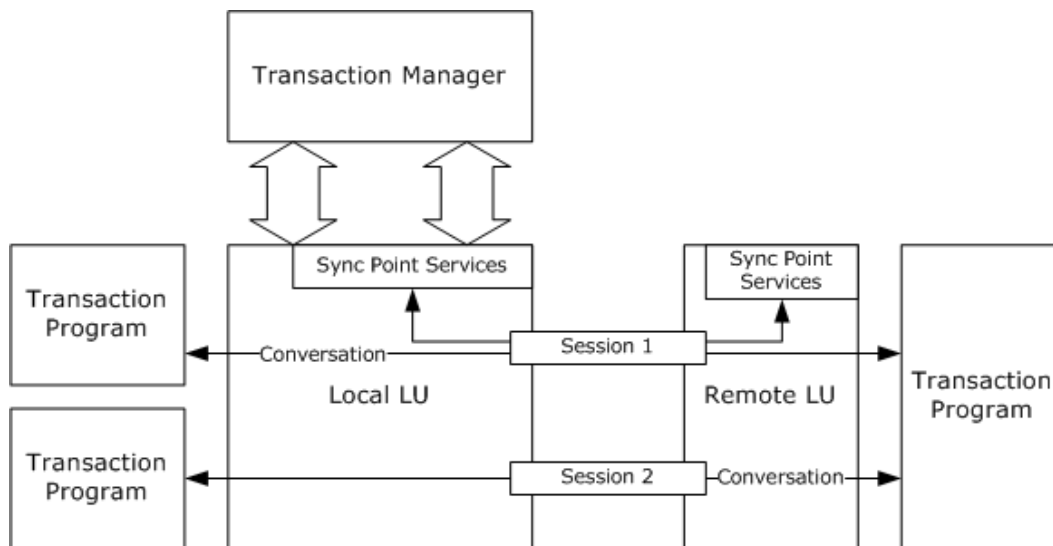 Transaction Manager
Sync Point Services
Sync Point
Services
Transaction
Program
Session 1
Conversation
Local LU
Remote LU
Transaction
Program
Transaction
Program
Session 2
Conversation